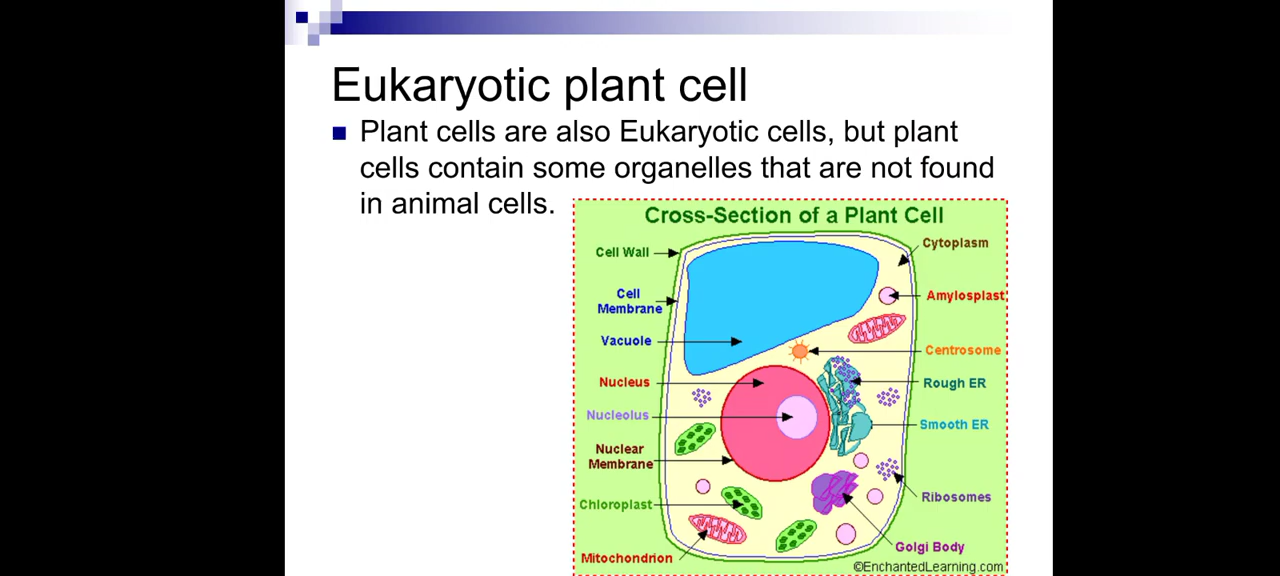 Eukaryotic plant cell
Plant cells are also Eukaryotic cells, but plant
cells contain some organelles that are not found
in animal cells.
Cross-Section of a Plant Cell
Cell Wall
Cytoplasm
Cell
Membrane
Amylosplast
Vacuole
Centrosome
Nucleus
Rough ER
Nucleolus
Smooth ER
Nuclear
Membrane
Chloroplast
Ribosomes
Mitochondrion
Golgi Body
©EnchantedLearning.com